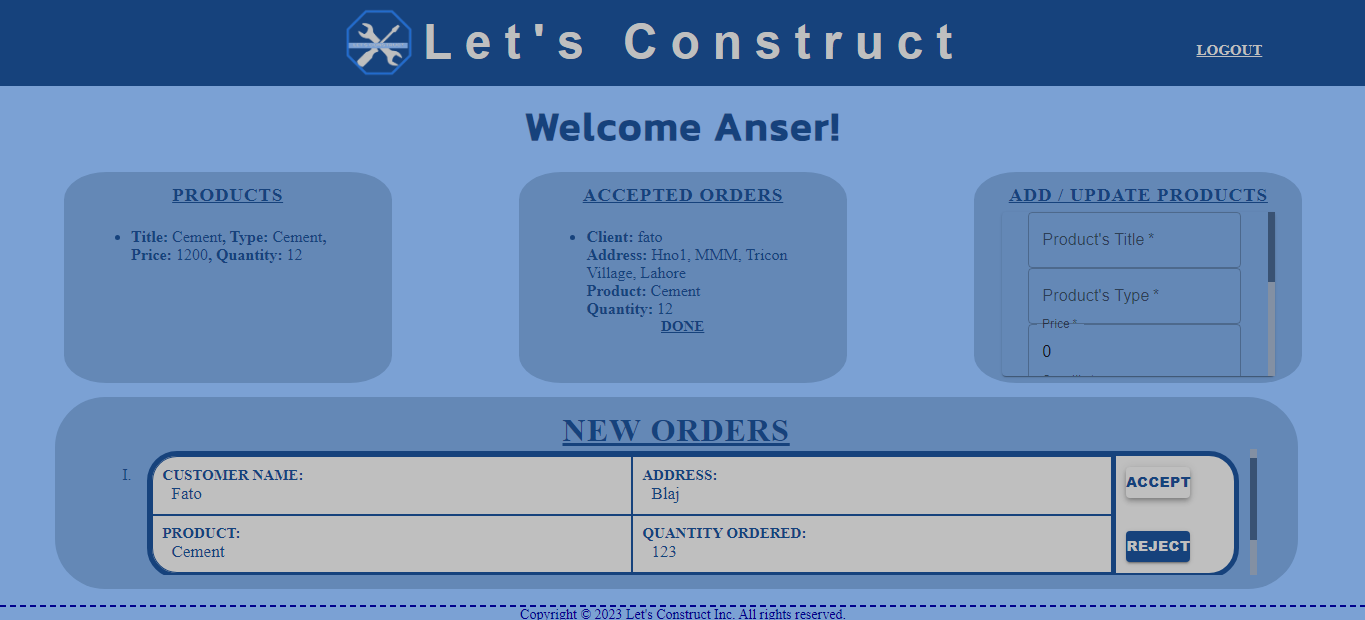 Let's Construct
LOGOUT
Welcome Anser!
PRODUCTS
Title: Cement, Type: Cement,
Price: 1200, Quantity: 12
ACCEPTED ORDERS
Client: fato
Address: Hno1, MMM, Tricon
Village, Lahore
Product: Cement
Quantity: 12
DONE
ADD / UPDATE PRODUCTS
Product's Title *
Product's Type *
Price *
0
NEW ORDERS
I.
CUSTOMER NAME:
Fato
ADDRESS:
Blaj
PRODUCT:
Cement
QUANTITY ORDERED:
123
ACCEPT
REJECT
Copyright © 2023 Let's Construct Inc. All rights reserved.